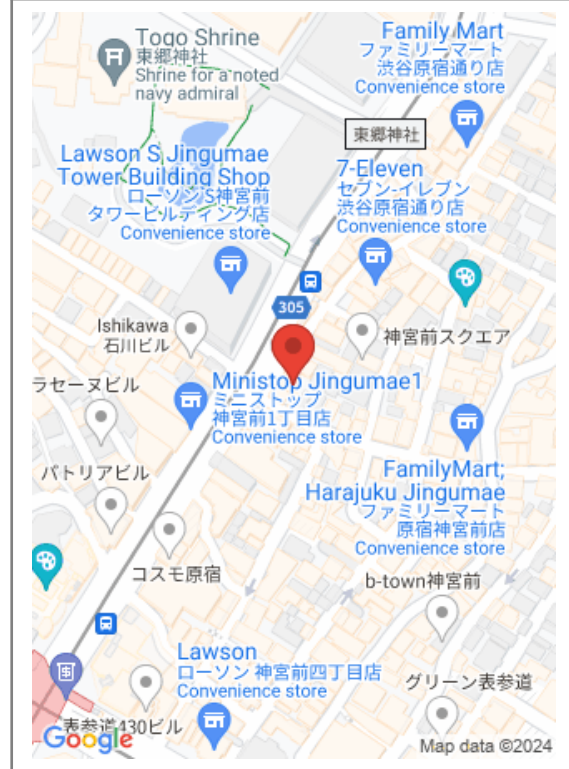 Togo Shrine
東郷神社
Shrine for a noted
navy admiral
Family Mart
ファミリーマート
渋谷原宿通り店
Convenience store
東郷神社
Lawson S Jingumae
Tower Building Shop
ローソンS神宮前
タワービルディング店
Convenience store
7-Eleven
セブン-イレブン
渋谷原宿通り店
Convenience store
305
Ishikawa
石川ビル
神宮前スクエア
ラセーヌビル
Ministop Jingumae1
ミニストップ
神宮前1丁目店
Convenience store
パトリアビル
FamilyMart;
Harajuku Jingumae
ファミリーマート
原宿神宮前店
Convenience store
コスモ原宿
b-town神宮前
Lawson
ローソン 神宮前四丁目店
Convenience store
グリーン表参道
表参道430ビル
Google
Map data ©2024